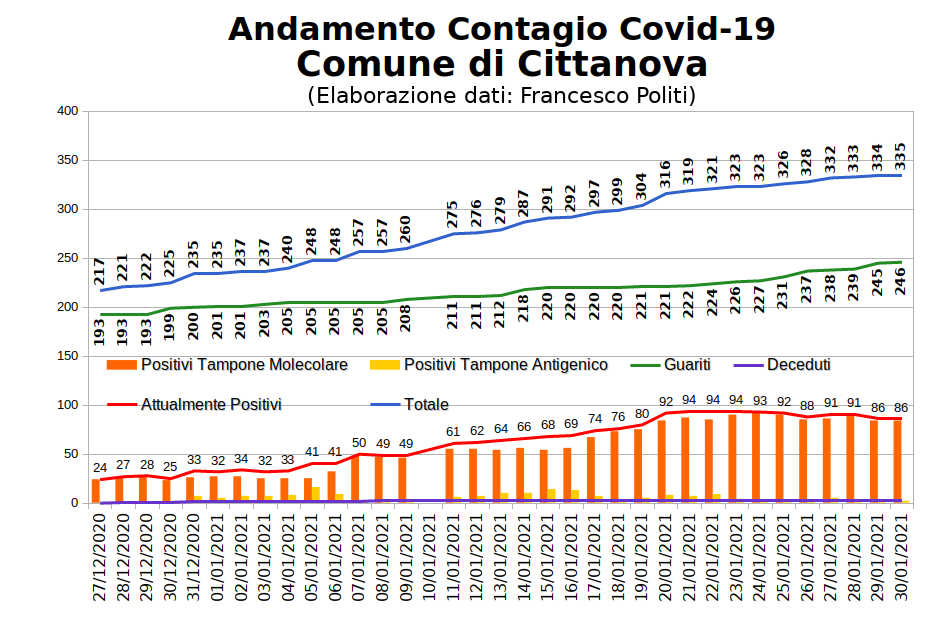 Andamento Contagio Covid-19
Comune di Cittanova
(Elaborazione dati: Francesco Politi)
400
350
300
250
200
150
100
50
0
217 221 222 225 235 235 237 237 240 248 248 257 257 260 275 276 279 287 291 292 297 299 304 316 319 321 323 323 326 328 332 333 334 335
193 193 193 199 200 201 201 203 205 205 205 205 205 208 211 211 212 218 220 220 220 220 221 221 222 224 226 227 231 237 238 239 245 246
Positivi Tampone Molecolare Positivi Tampone Antigenico Guariti Deceduti
Attualmente Positivi Totale
24 27 28 25 33 32 34 32 33 41 41 50 49 49 61 62 64 66 68 69 74 76 80 92 94 94 94 93 92 88 91 91 86 86
27/12/2020 28/12/2020 29/12/2020 30/12/2020 31/12/2020 01/01/2021 02/01/2021 03/01/2021 04/01/2021 05/01/2021 06/01/2021 07/01/2021 08/01/2021 09/01/2021 10/01/2021 11/01/2021 12/01/2021 13/01/2021 14/01/2021 15/01/2021 16/01/2021 17/01/2021 18/01/2021 19/01/2021 20/01/2021 21/01/2021 22/01/2021 23/01/2021 24/01/2021 25/01/2021 26/01/2021 27/01/2021 28/01/2021 29/01/2021 30/01/2021